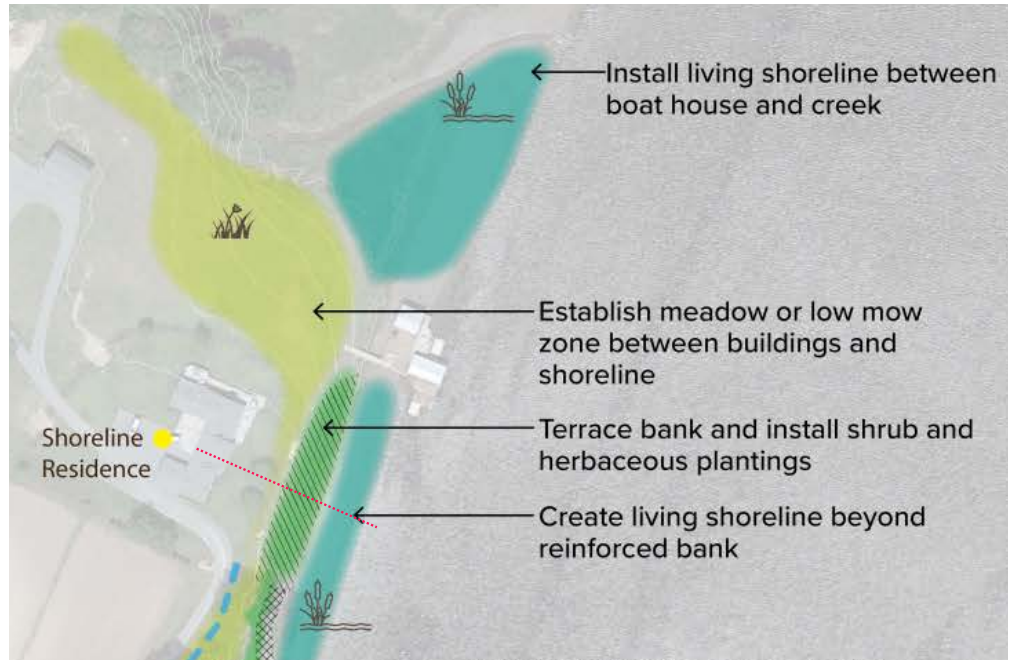 Install living shoreline between
boat house and creek
Establish meadow or low mow
zone between buildings and
shoreline
Shoreline
Residence
Terrace bank and install shrub and
herbaceous plantings
Create living shoreline beyond
reinforced bank